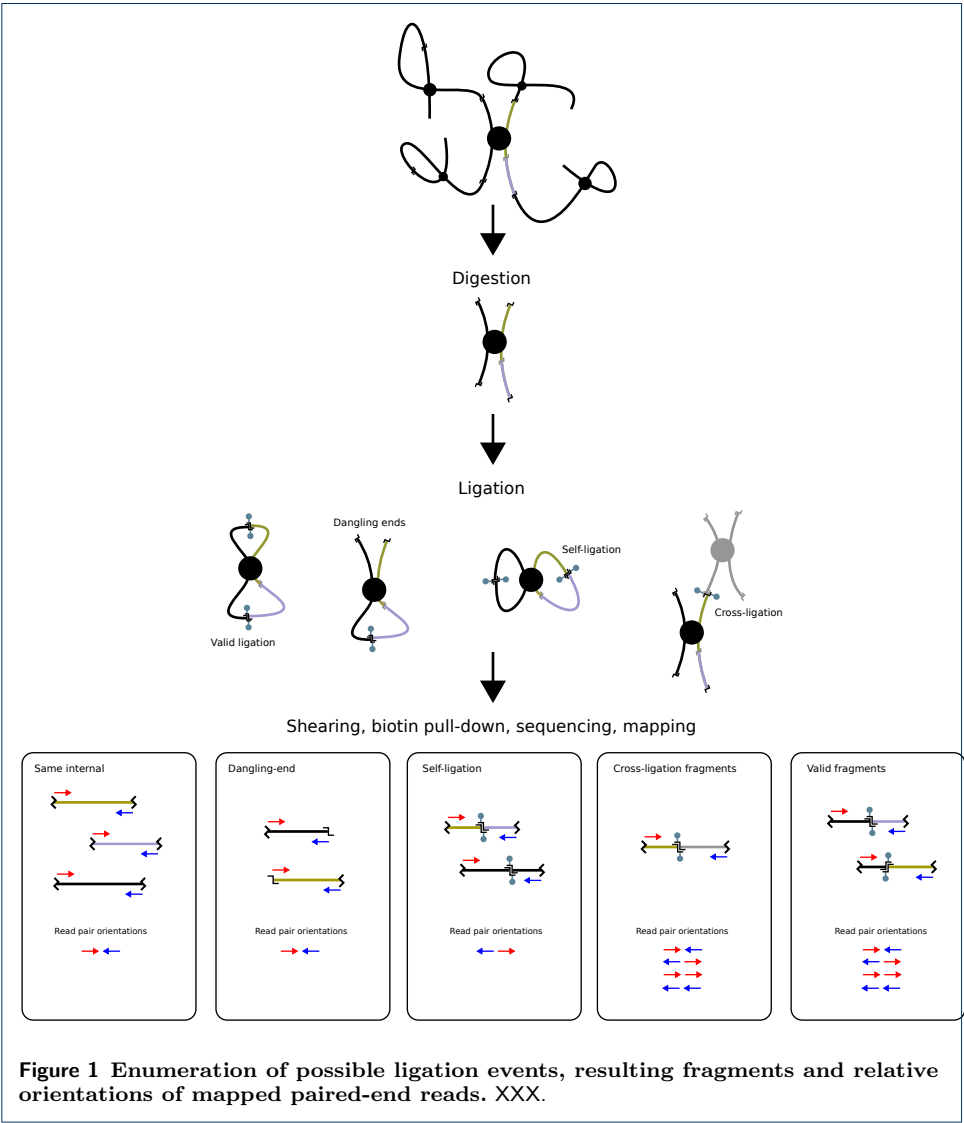 Digestion
Ligation
Dangling ends
Self-ligation
Cross-ligation
Valid ligation
Shearing, biotin pull-down, sequencing, mapping
Same internal
Read pair orientations
Dangling-end
Read pair orientations
Self-ligation
Read pair orientations
Cross-ligation fragments
Read pair orientations
Valid fragments
Read pair orientations
Figure 1 Enumeration of possible ligation events, resulting fragments and relative
orientations of mapped paired-end reads. XXX.